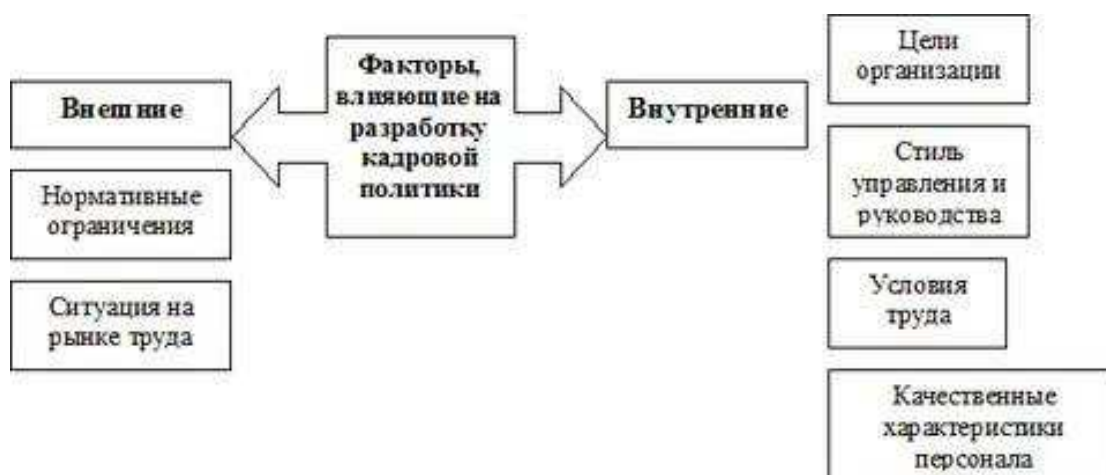 Факторы,
влияющие на
разработку
кадровой
политики
Внешние
Нормативные
ограничения
Ситуация на
рынке труда
Внутренние
Цели
организации
Стиль
управления и
руководства
Условия
труда
Качественные
характеристики
персонала